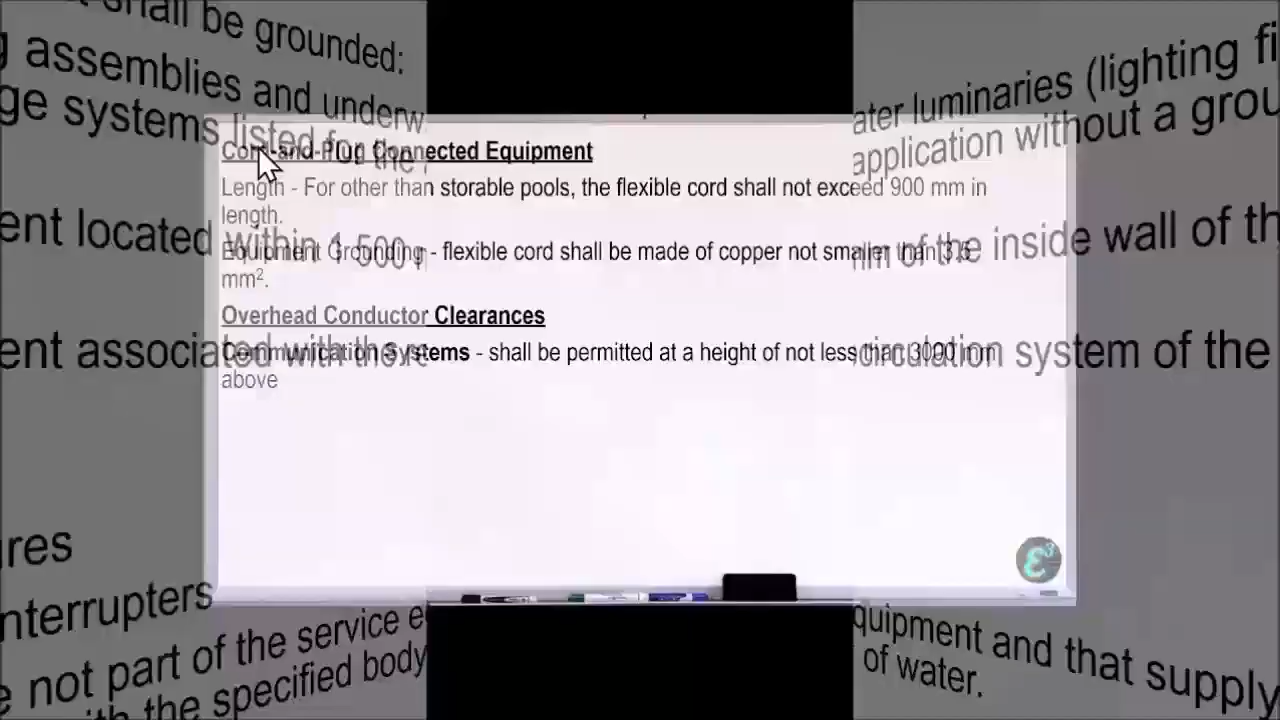 shall be grounded:
assemblies and underw ater luminaries (lighting fi
ge systems listed for the application without a grou
Cord-and-Plug Connected Equipment
Length - For other than storable pools, the flexible cord shall not exceed 900 mm in
length.
ent located within 1 500 mm of the inside wall of th
Equipment Grounding - flexible cord shall be made of copper not smaller than 3.5
mm².
Overhead Conductor Clearances
ent associated with the circulation system of the
Communication Systems - shall be permitted at a height of not less than 3000 mm
above
res
nterrupters
not part of the service e quipment and that supply
the specified body of water.
ε³